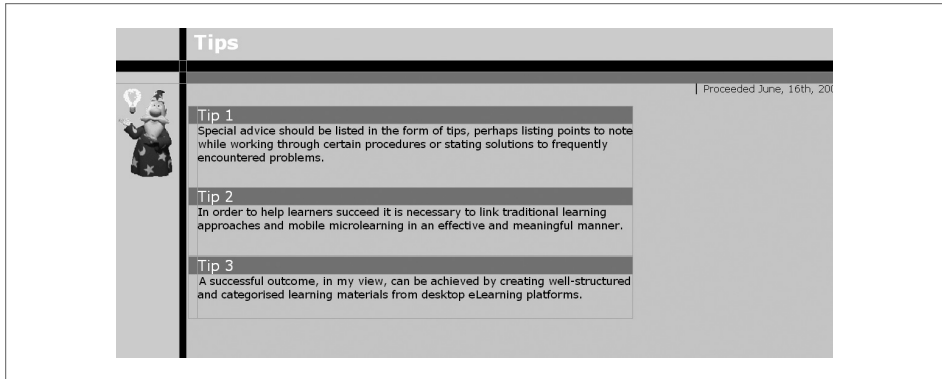 Tips
Proceeded June, 16th,
Tip 1
Special advice should be listed in the form of tips, perhaps listing points to note
while working through certain procedures or stating solutions to frequently
encountered problems.
Tip 2
In order to help learners succeed it is necessary to link traditional learning
approaches and mobile microlearning in an effective and meaningful manner.
Tip 3
A successful outcome, in my view, can be achieved by creating well-structured
and categorised learning materials from desktop eLearning platforms.